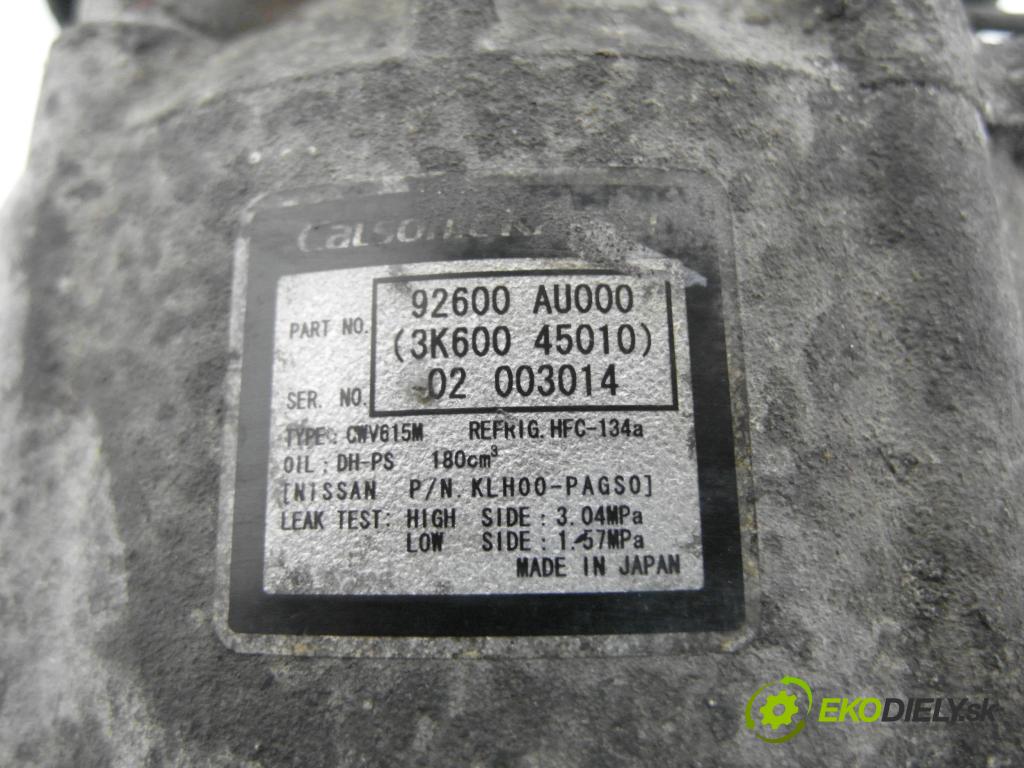 Calsonic
PART NO. 92600 AU000
(3K600 45010)
SER. NO. 02 003014
TYPE: CWV615M REFRIG. HFC-134a
OIL: DH-PS 180cm³
[NISSAN P/N. KLH00-PAGS0]
LEAK TEST: HIGH SIDE: 3.04MPa
LOW SIDE: 1.57MPa
MADE IN JAPAN
EKODIELY.sk